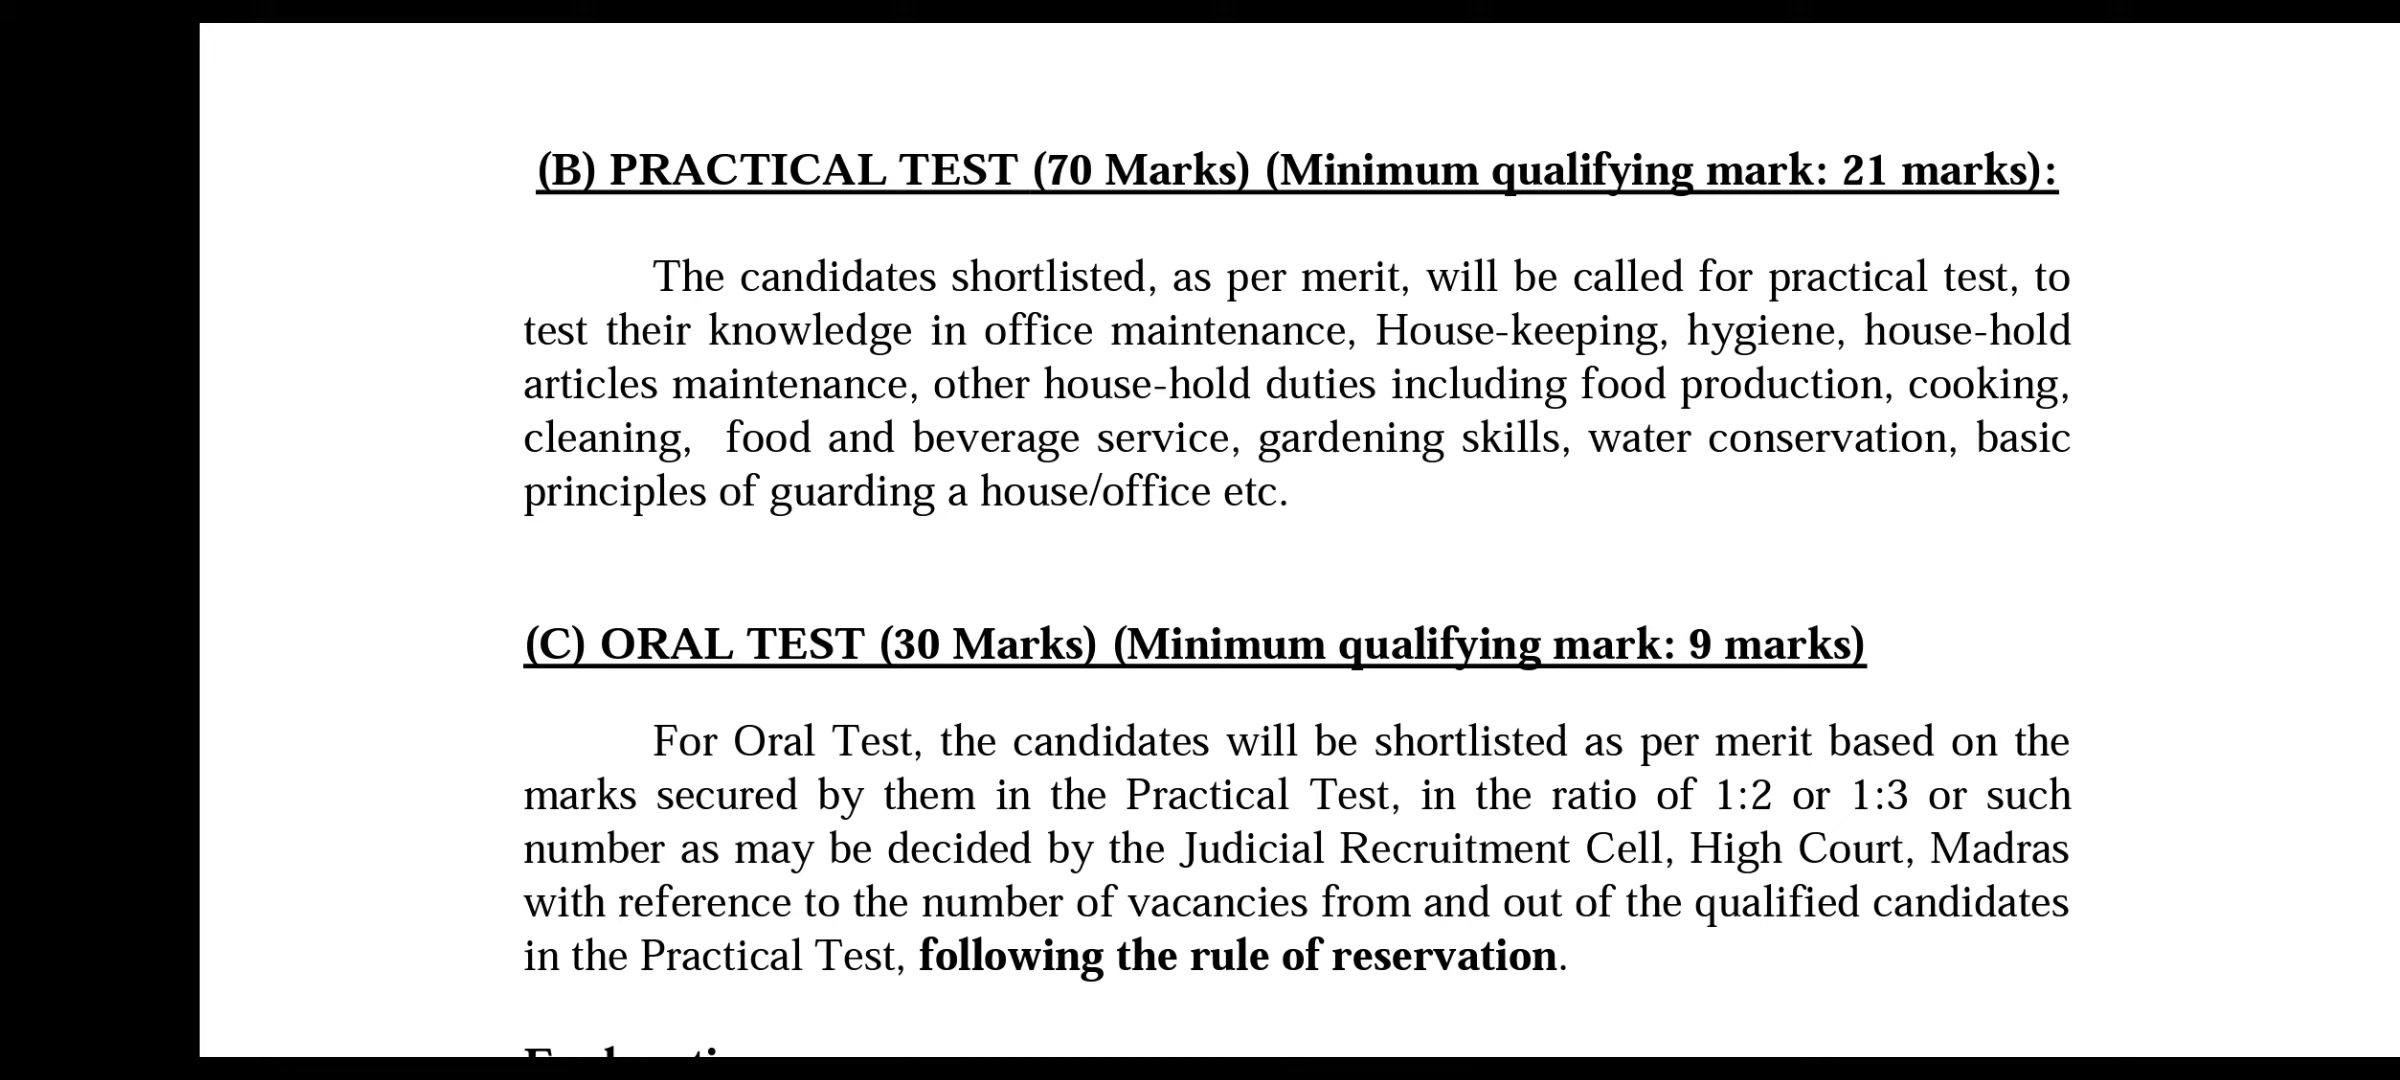 (B) PRACTICAL TEST (70 Marks) (Minimum qualifying mark: 21 marks):
The candidates shortlisted, as per merit, will be called for practical test, to
test their knowledge in office maintenance, House-keeping, hygiene, house-hold
articles maintenance, other house-hold duties including food production, cooking,
cleaning, food and beverage service, gardening skills, water conservation, basic
principles of guarding a house/office etc.
(C) ORAL TEST (30 Marks) (Minimum qualifying mark: 9 marks)
For Oral Test, the candidates will be shortlisted as per merit based on the
marks secured by them in the Practical Test, in the ratio of 1:2 or 1:3 or such
number as may be decided by the Judicial Recruitment Cell, High Court, Madras
with reference to the number of vacancies from and out of the qualified candidates
in the Practical Test, following the rule of reservation.